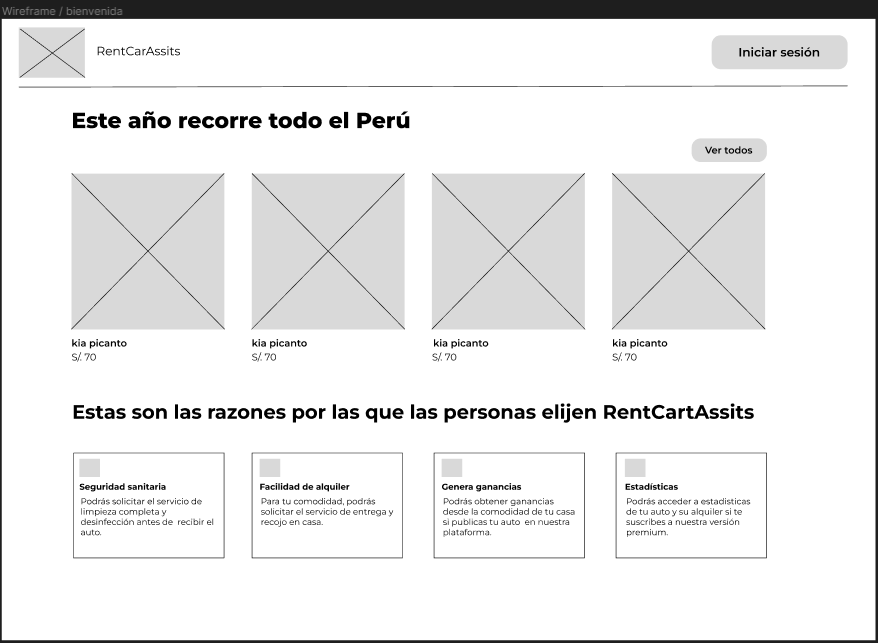 Wireframe / bienvenida
RentCarAssits
Iniciar sesión
Este año recorre todo el Perú
Ver todos
kia picanto
S/. 70
kia picanto
S/. 70
kia picanto
S/. 70
kia picanto
S/. 70
Estas son las razones por las que las personas elijen RentCartAssits
Seguridad sanitaria
Podrás solicitar el servicio de
limpieza completa y
desinfección antes de recibir el
auto.
Facilidad de alquiler
Para tu comodidad, podrás
solicitar el servicio de entrega y
recojo en casa.
Genera ganancias
Podrás obtener ganancias
desde la comodidad de tu casa
si publicas tu auto en nuestra
plataforma.
Estadísticas
Podrás acceder a estadisticas
de tu auto y su alquiler si te
suscribes a nuestra versión
premium.